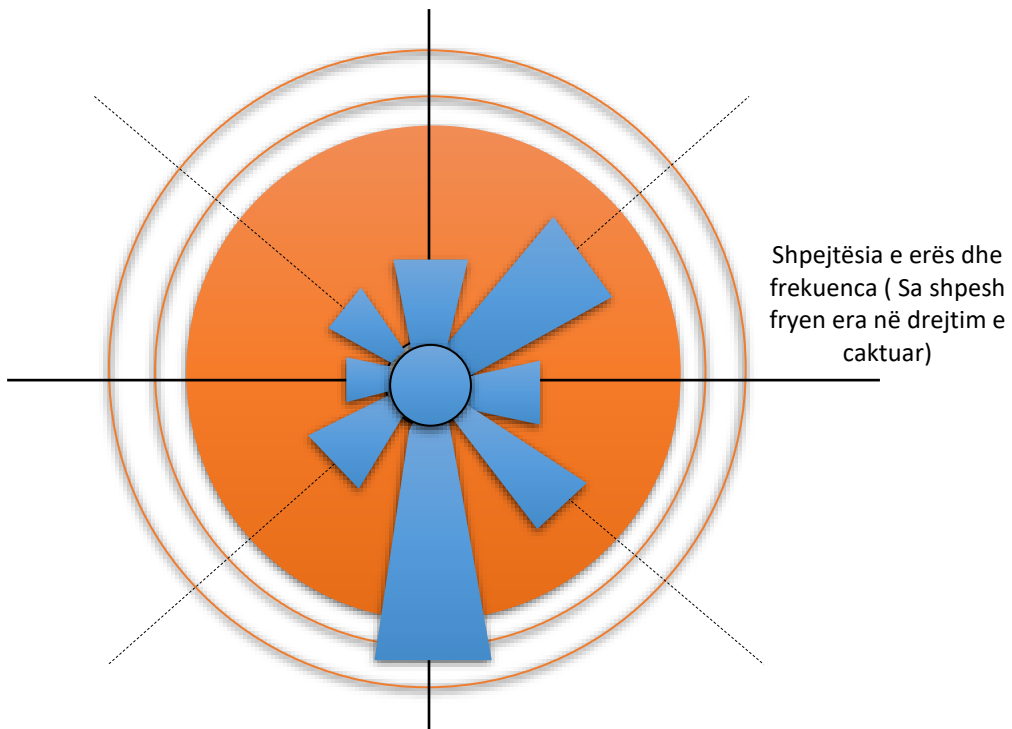 Shpejtësia e erës dhe
frekuenca ( Sa shpesh
fryen era në drejtim e
caktuar)